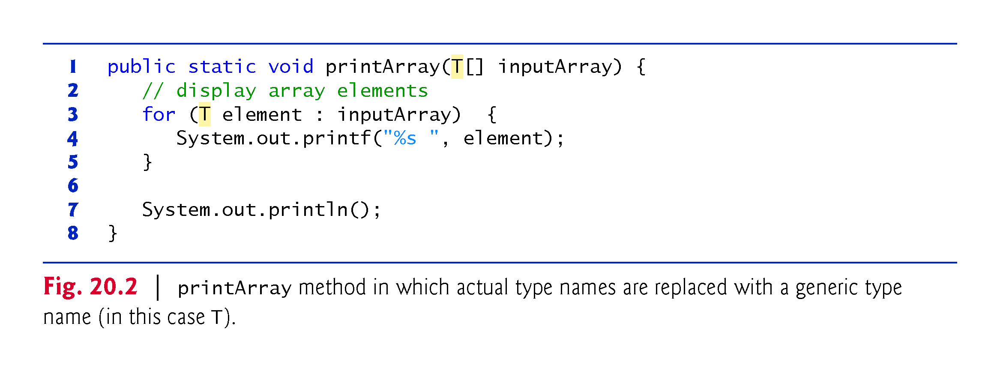 1 public static void printArray(T[] inputArray) {
2 // display array elements
3 for (T element : inputArray)  {
4 System.out.printf("%s ", element);
5 }
6
7 System.out.println();
8 }
Fig. 20.2 | printArray method in which actual type names are replaced with a generic type
name (in this case T).